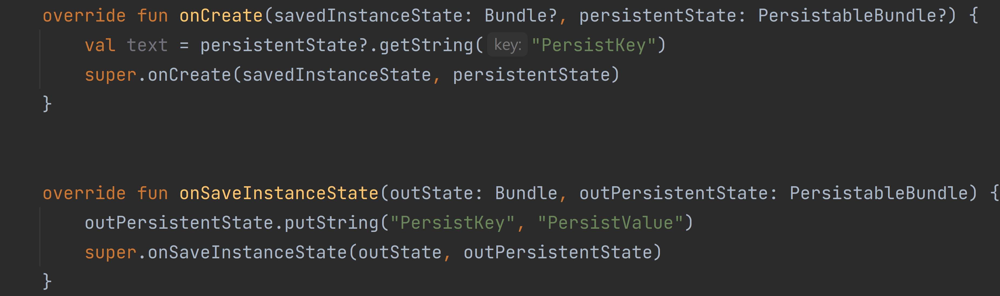 override fun onCreate(savedInstanceState: Bundle?, persistentState: PersistableBundle?) {
val text = persistentState?.getString( key: "PersistKey")
super.onCreate(savedInstanceState, persistentState)
}
override fun onSaveInstanceState(outState: Bundle, outPersistentState: PersistableBundle) {
outPersistentState.putString("PersistKey", "PersistValue")
super.onSaveInstanceState(outState, outPersistentState)
}